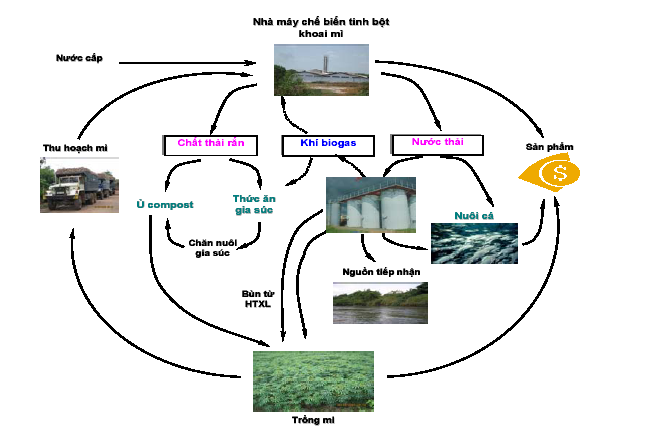 Nhà máy chế biến tinh bột
khoai mì
Nước cấp
Thu hoạch mì
Chất thải rắn
Khí biogas
Nước thải
Sản phẩm
Ủ compost
Thức ăn
gia súc
Nuôi cá
Chăn nuôi
gia súc
Nguồn tiếp nhận
Bùn từ
HTXL
Trồng mì
$